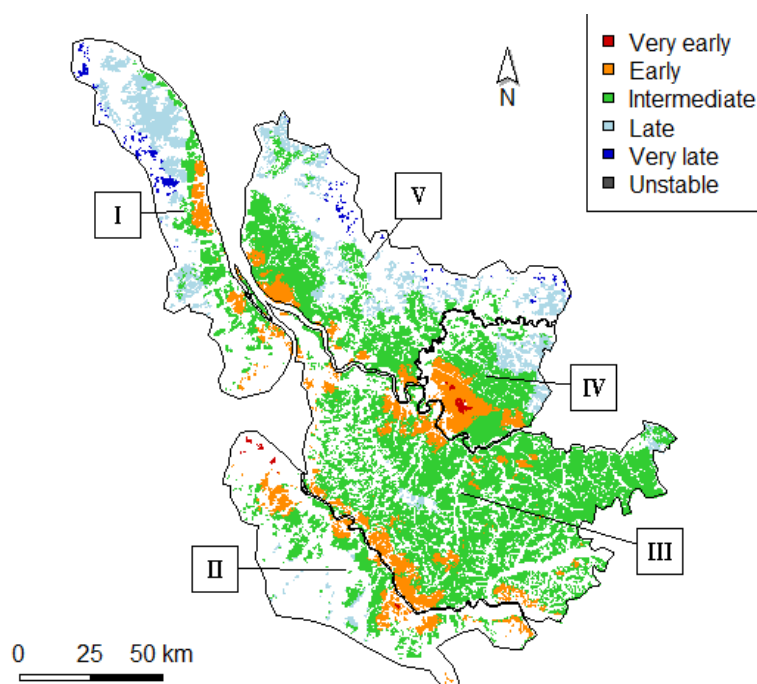 Very early
Early
Intermediate
Late
Very late
Unstable
N
I
V
IV
III
II
0 25 50 km